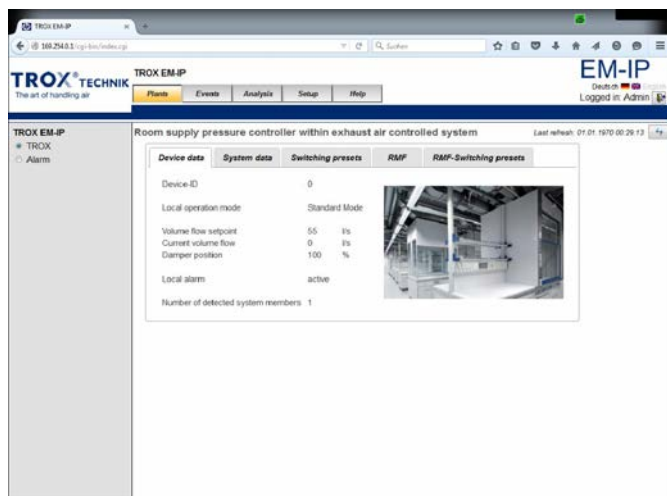 TROX EM-IP
169.254.0.1/cgi-bin/index.cgi
Suchen
TROX® TECHNIK
The art of handling air
TROX EM-IP
Plants Events Analysis Setup Help
EM-IP
Deutsch
Logged in: Admin
TROX EM-IP
TROX
Alarm
Room supply pressure controller within exhaust air controlled system
Last refresh: 01.01.1970 00:29:13
Device data System data Switching presets RMF RMF-Switching presets
Device-ID 0
Local operation mode Standard Mode
Volume flow setpoint 55 l/s
Current volume flow 0 l/s
Damper position 100 %
Local alarm active
Number of detected system members 1